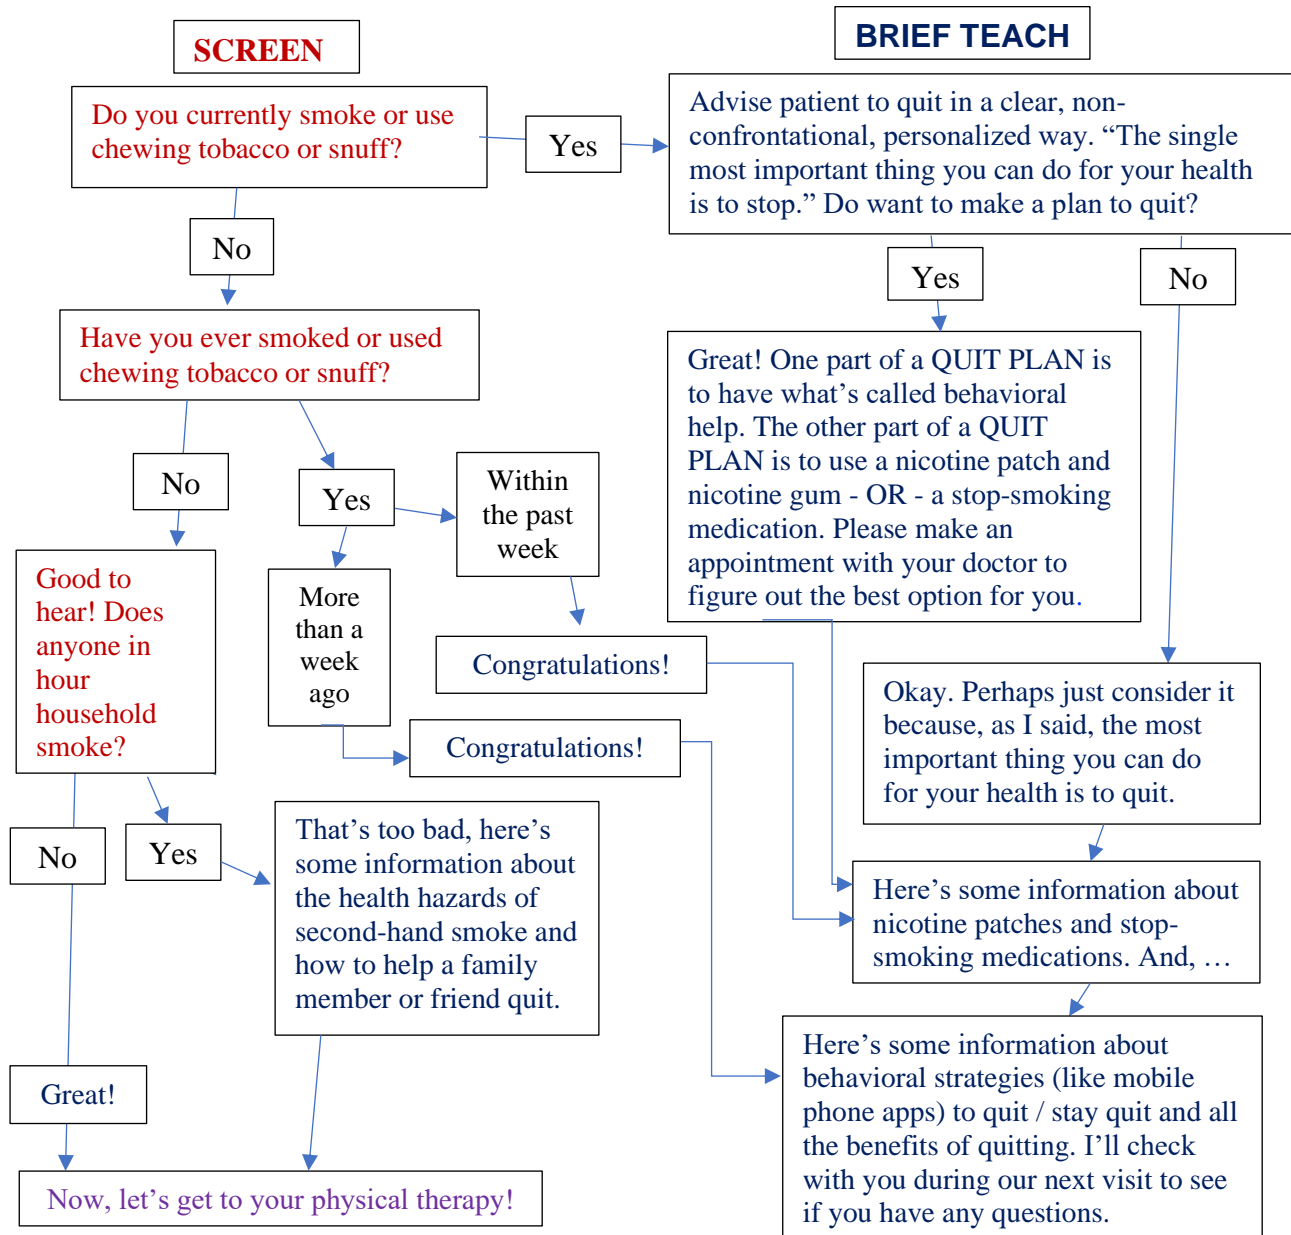 SCREEN
BRIEF TEACH
Do you currently smoke or use
chewing tobacco or snuff?
Yes
Advise patient to quit in a clear, non-
confrontational, personalized way. “The single
most important thing you can do for your health
is to stop.” Do want to make a plan to quit?
No
Yes
No
Have you ever smoked or used
chewing tobacco or snuff?
Great! One part of a QUIT PLAN is
to have what’s called behavioral
help. The other part of a QUIT
PLAN is to use a nicotine patch and
nicotine gum - OR - a stop-smoking
medication. Please make an
appointment with your doctor to
figure out the best option for you.
No
Yes
Within
the past
week
Good to
hear! Does
anyone in
hour
household
smoke?
More
than a
week
ago
Congratulations!
Congratulations!
Okay. Perhaps just consider it
because, as I said, the most
important thing you can do
for your health is to quit.
No
Yes
That’s too bad, here’s
some information about
the health hazards of
second-hand smoke and
how to help a family
member or friend quit.
Here’s some information about
nicotine patches and stop-
smoking medications. And, …
Great!
Here’s some information about
behavioral strategies (like mobile
phone apps) to quit / stay quit and all
the benefits of quitting. I’ll check
with you during our next visit to see
if you have any questions.
Now, let’s get to your physical therapy!